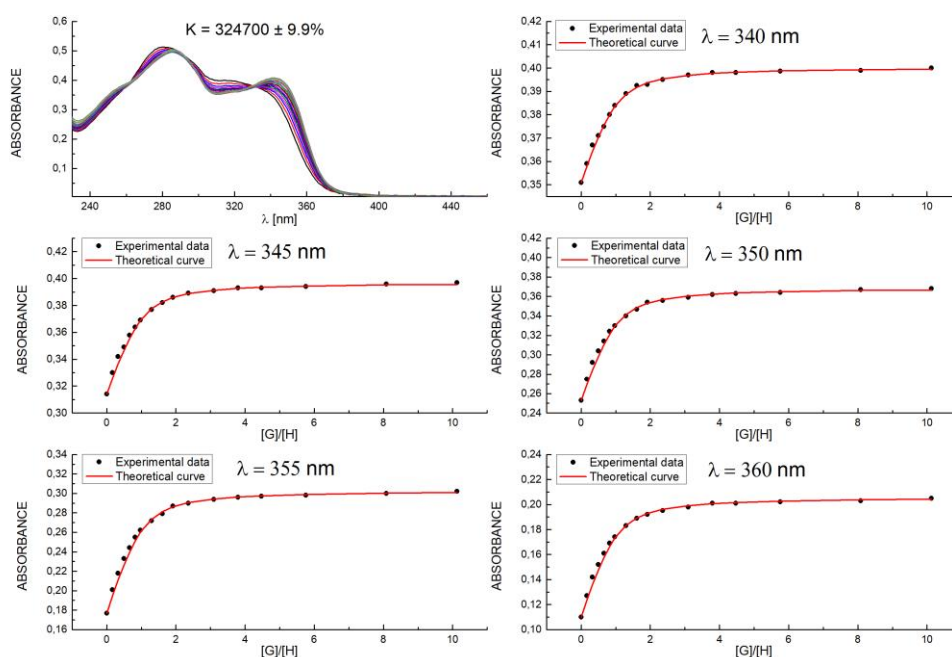 K = 324700 ± 9.9%
ABSORBANCE
0,6
0,5
0,4
0,3
0,2
0,1
240 280 320 360 400 440
λ [nm]
Experimental data
Theoretical curve
λ = 340 nm
ABSORBANCE
0,42
0,41
0,40
0,39
0,38
0,37
0,36
0,35
0 2 4 6 8 10
[G]/[H]
Experimental data
Theoretical curve
λ = 345 nm
ABSORBANCE
0,42
0,40
0,38
0,36
0,34
0,32
0,30
0 2 4 6 8 10
[G]/[H]
Experimental data
Theoretical curve
λ = 350 nm
ABSORBANCE
0,42
0,40
0,38
0,36
0,34
0,32
0,30
0,28
0,26
0,24
0 2 4 6 8 10
[G]/[H]
Experimental data
Theoretical curve
λ = 355 nm
ABSORBANCE
0,34
0,32
0,30
0,28
0,26
0,24
0,22
0,20
0,18
0,16
0 2 4 6 8 10
[G]/[H]
Experimental data
Theoretical curve
λ = 360 nm
ABSORBANCE
0,24
0,22
0,20
0,18
0,16
0,14
0,12
0,10
0 2 4 6 8 10
[G]/[H]